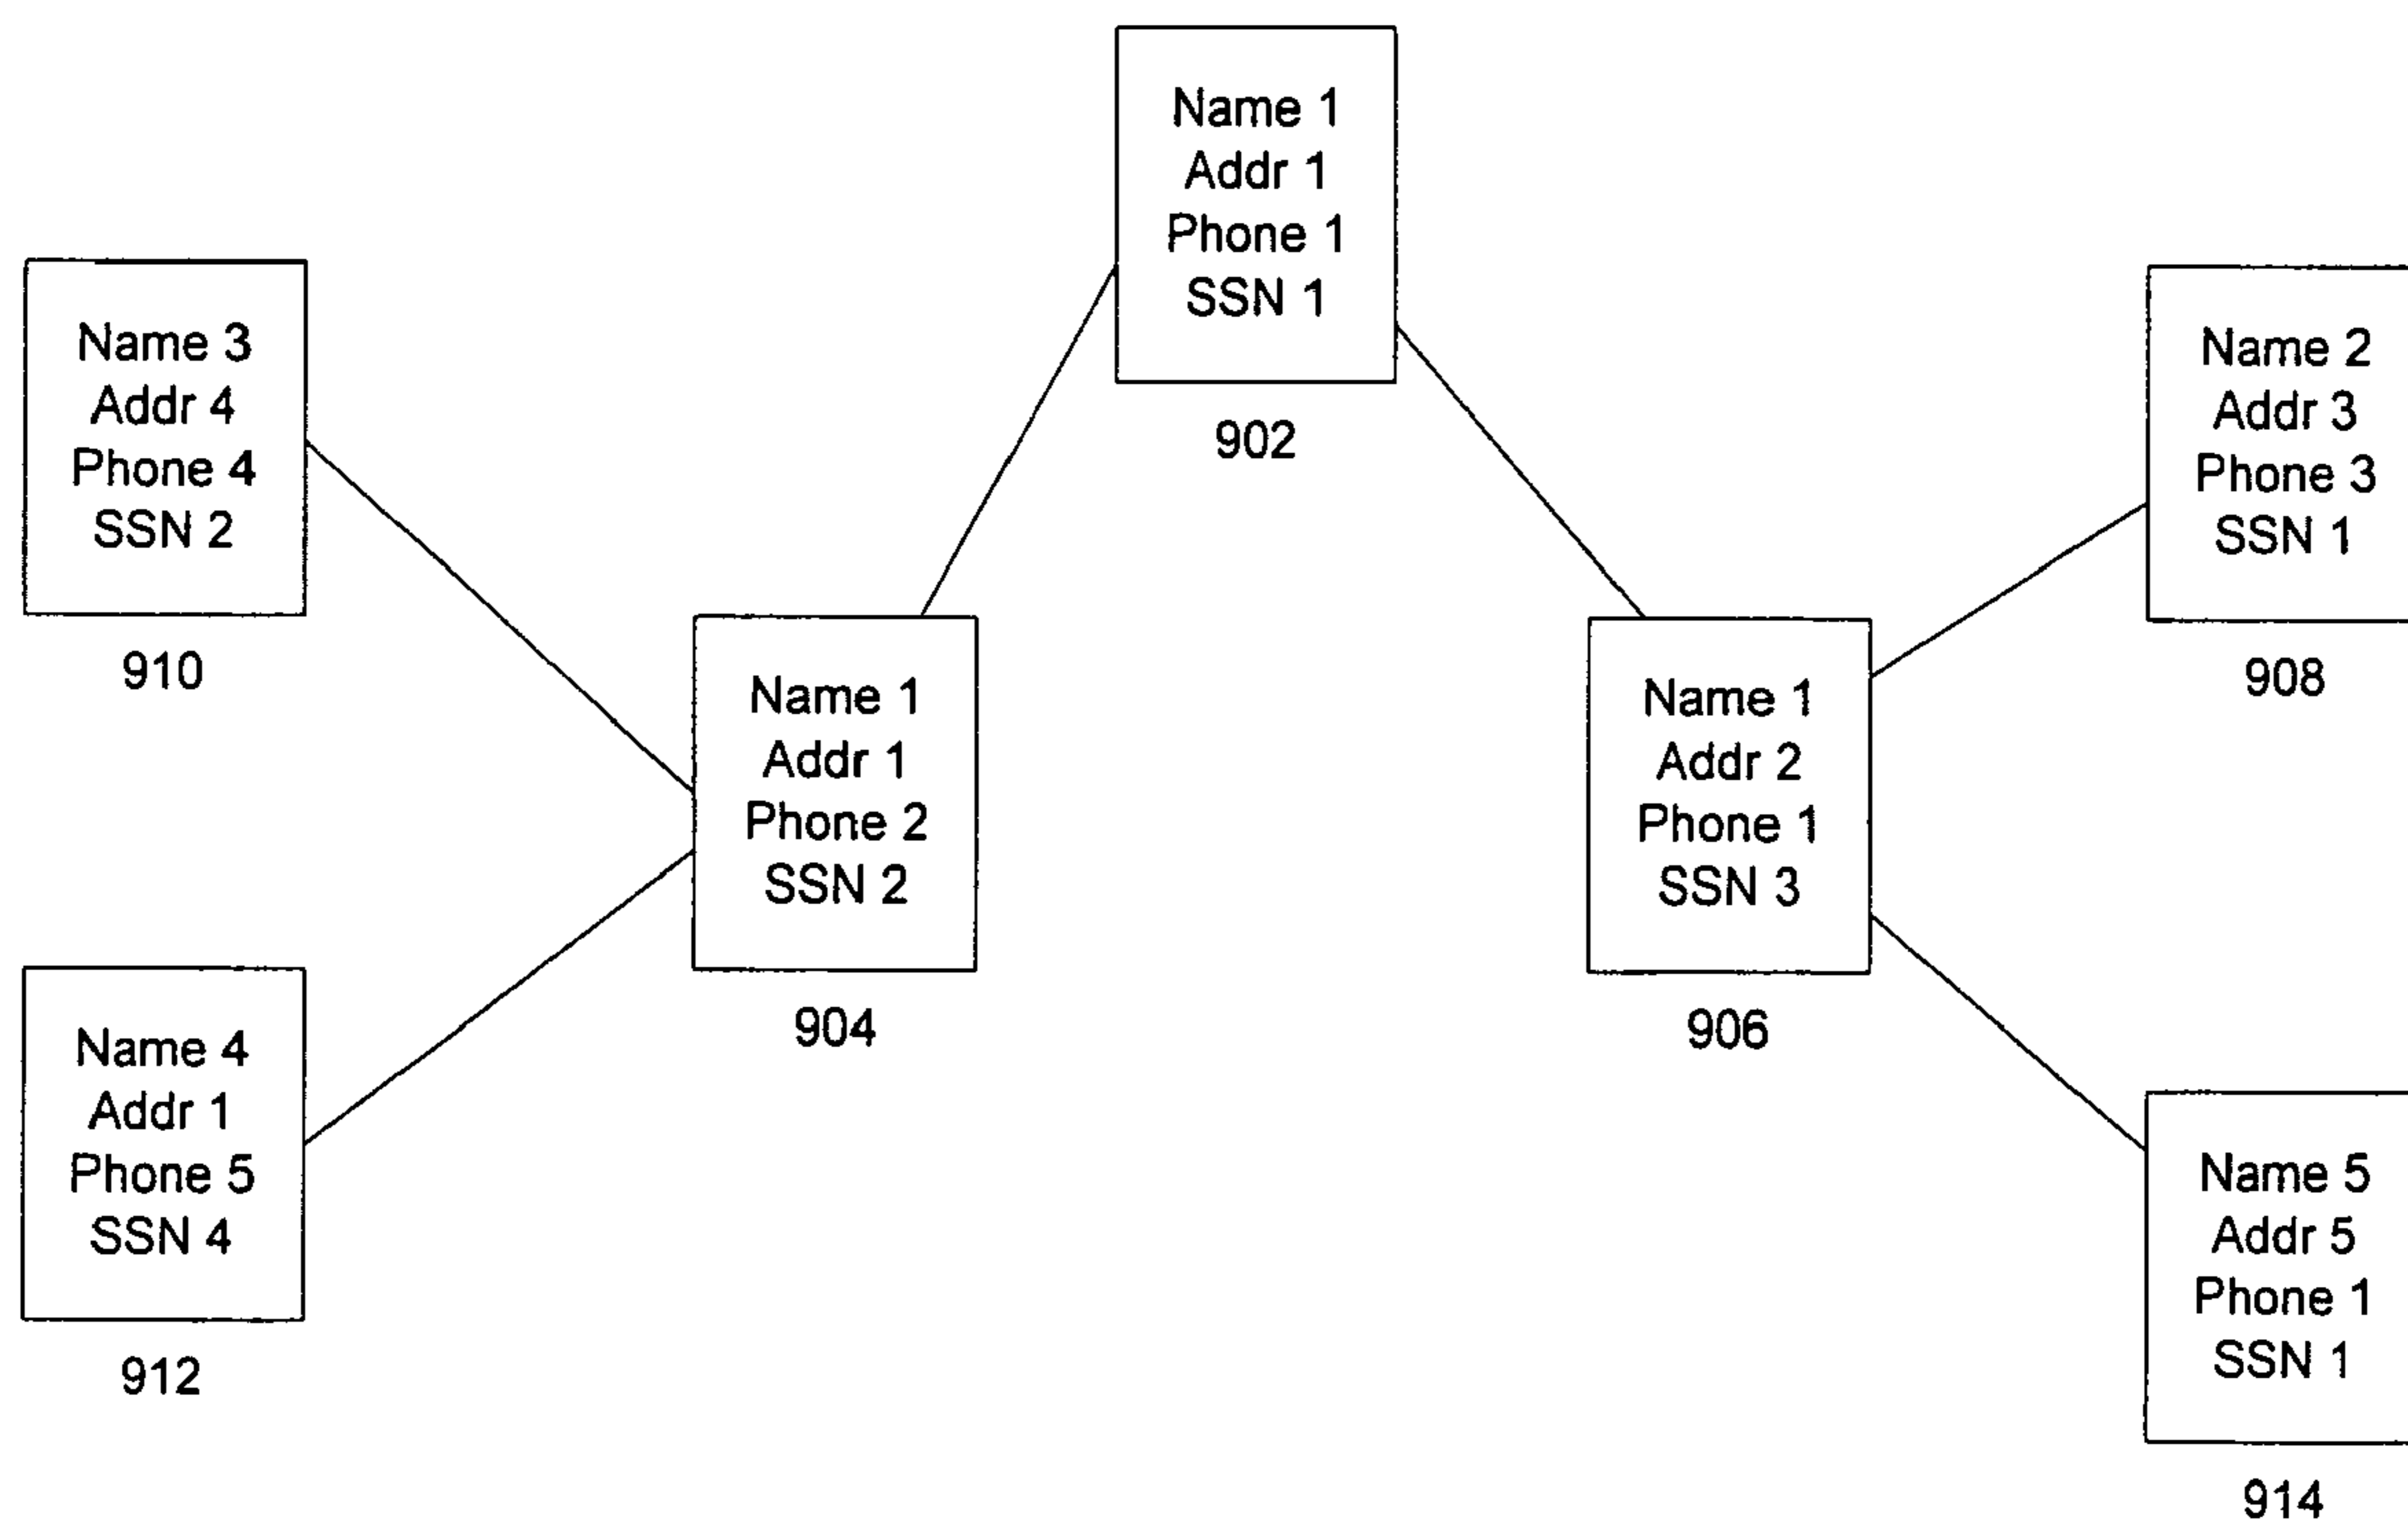 Name 1
Addr 1
Phone 1
SSN 1
902
Name 3
Addr 4
Phone 4
SSN 2
910
Name 2
Addr 3
Phone 3
SSN 1
908
Name 1
Addr 1
Phone 2
SSN 2
904
Name 1
Addr 2
Phone 1
SSN 3
906
Name 4
Addr 1
Phone 5
SSN 4
912
Name 5
Addr 5
Phone 1
SSN 1
914